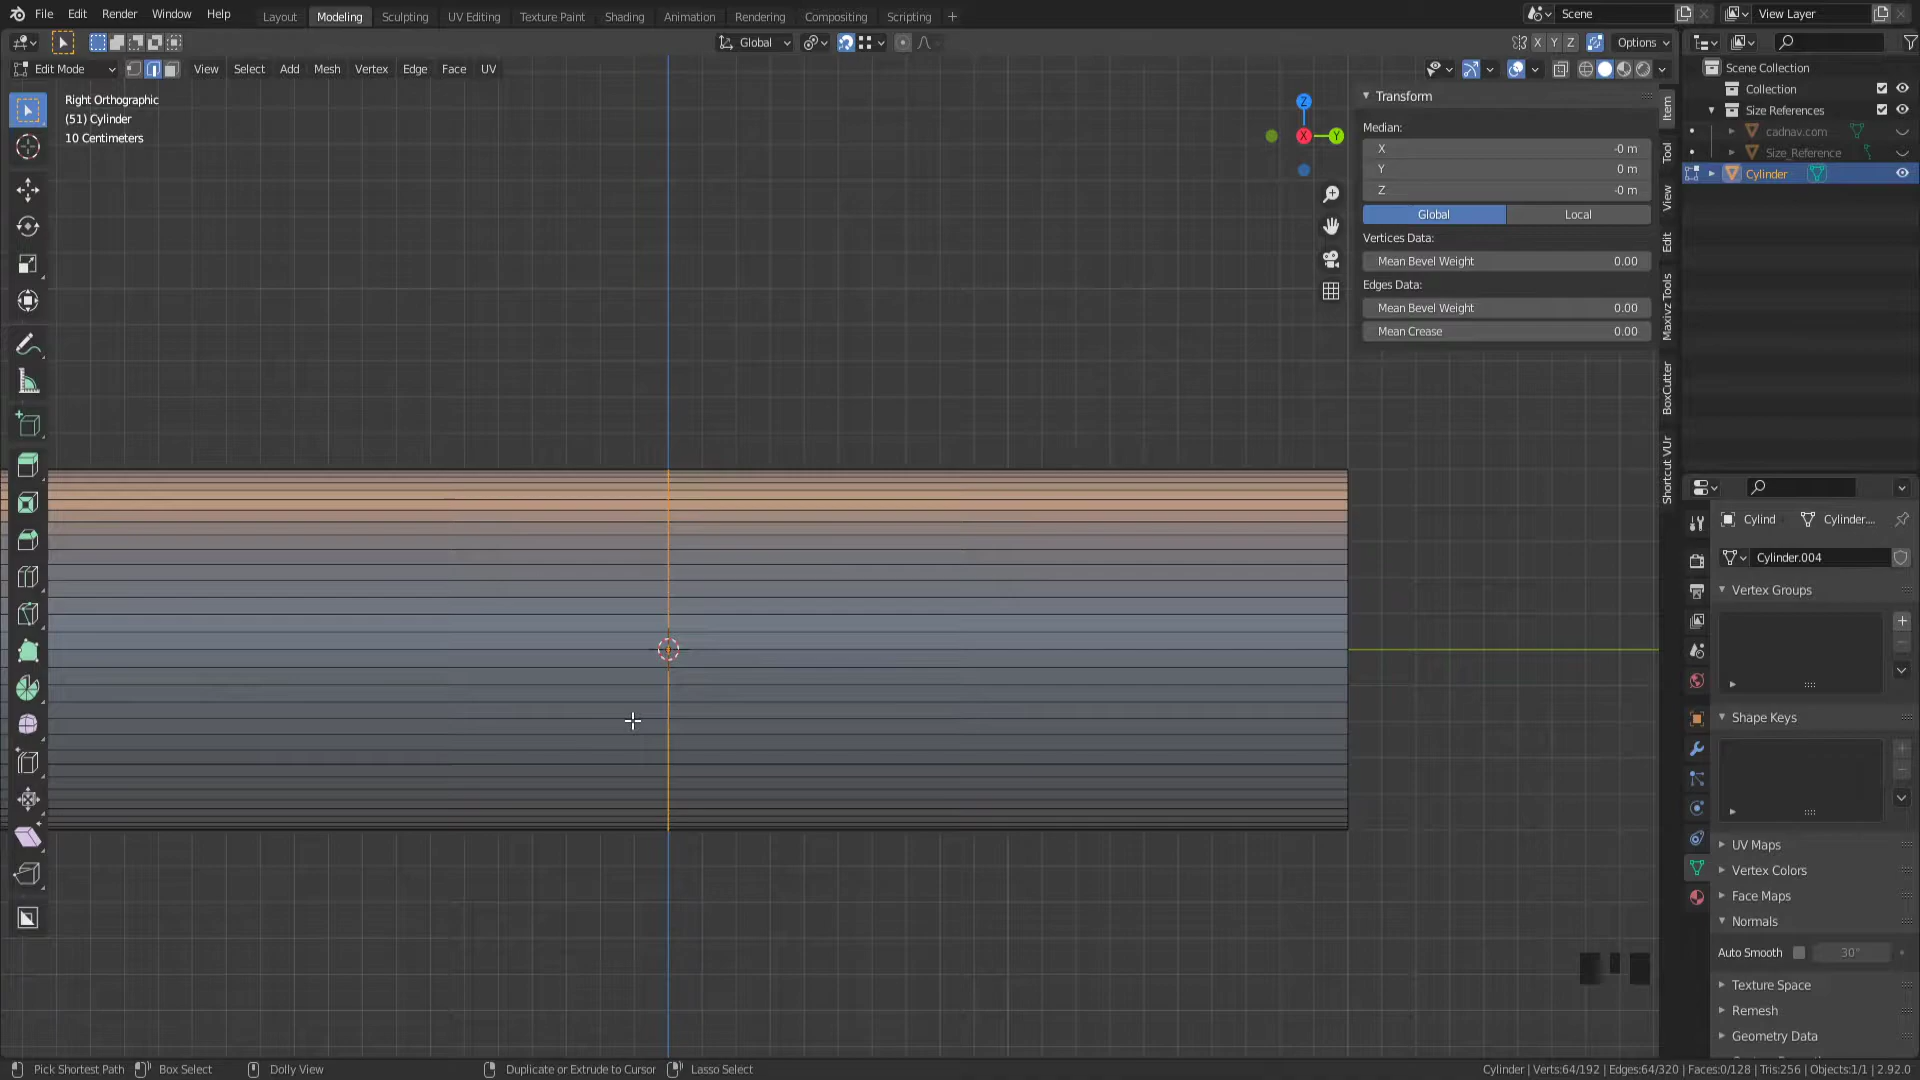 File Edit Render Window Help Layout Modeling Sculpting UV Editing Texture Paint Shading Animation Rendering Compositing Scripting + Scene View Layer
Global X Y Z Options
Edit Mode View Select Add Mesh Vertex Edge Face UV
Right Orthographic
(51) Cylinder
10 Centimeters
Z
X
Y
Transform
Median:
X -0 m
Y 0 m
Z -0 m
Global Local
Vertices Data:
Mean Bevel Weight 0.00
Edges Data:
Mean Bevel Weight 0.00
Mean Crease 0.00
Item
Tool
View
Edit
Maxivz Tools
BoxCutter
Shortcut VUr
Scene Collection
Collection
Size References
cadnav.com
Size_Reference
Cylinder
Cylind Cylinder....
Cylinder.004
Vertex Groups
Shape Keys
UV Maps
Vertex Colors
Face Maps
Normals
Auto Smooth 30°
Texture Space
Remesh
Geometry Data
Pick Shortest Path Box Select Dolly View Duplicate or Extrude to Cursor Lasso Select Cylinder | Verts:64/192 | Edges:64/320 | Faces:0/128 | Tris:256 | Objects:1/1 | 2.92.0